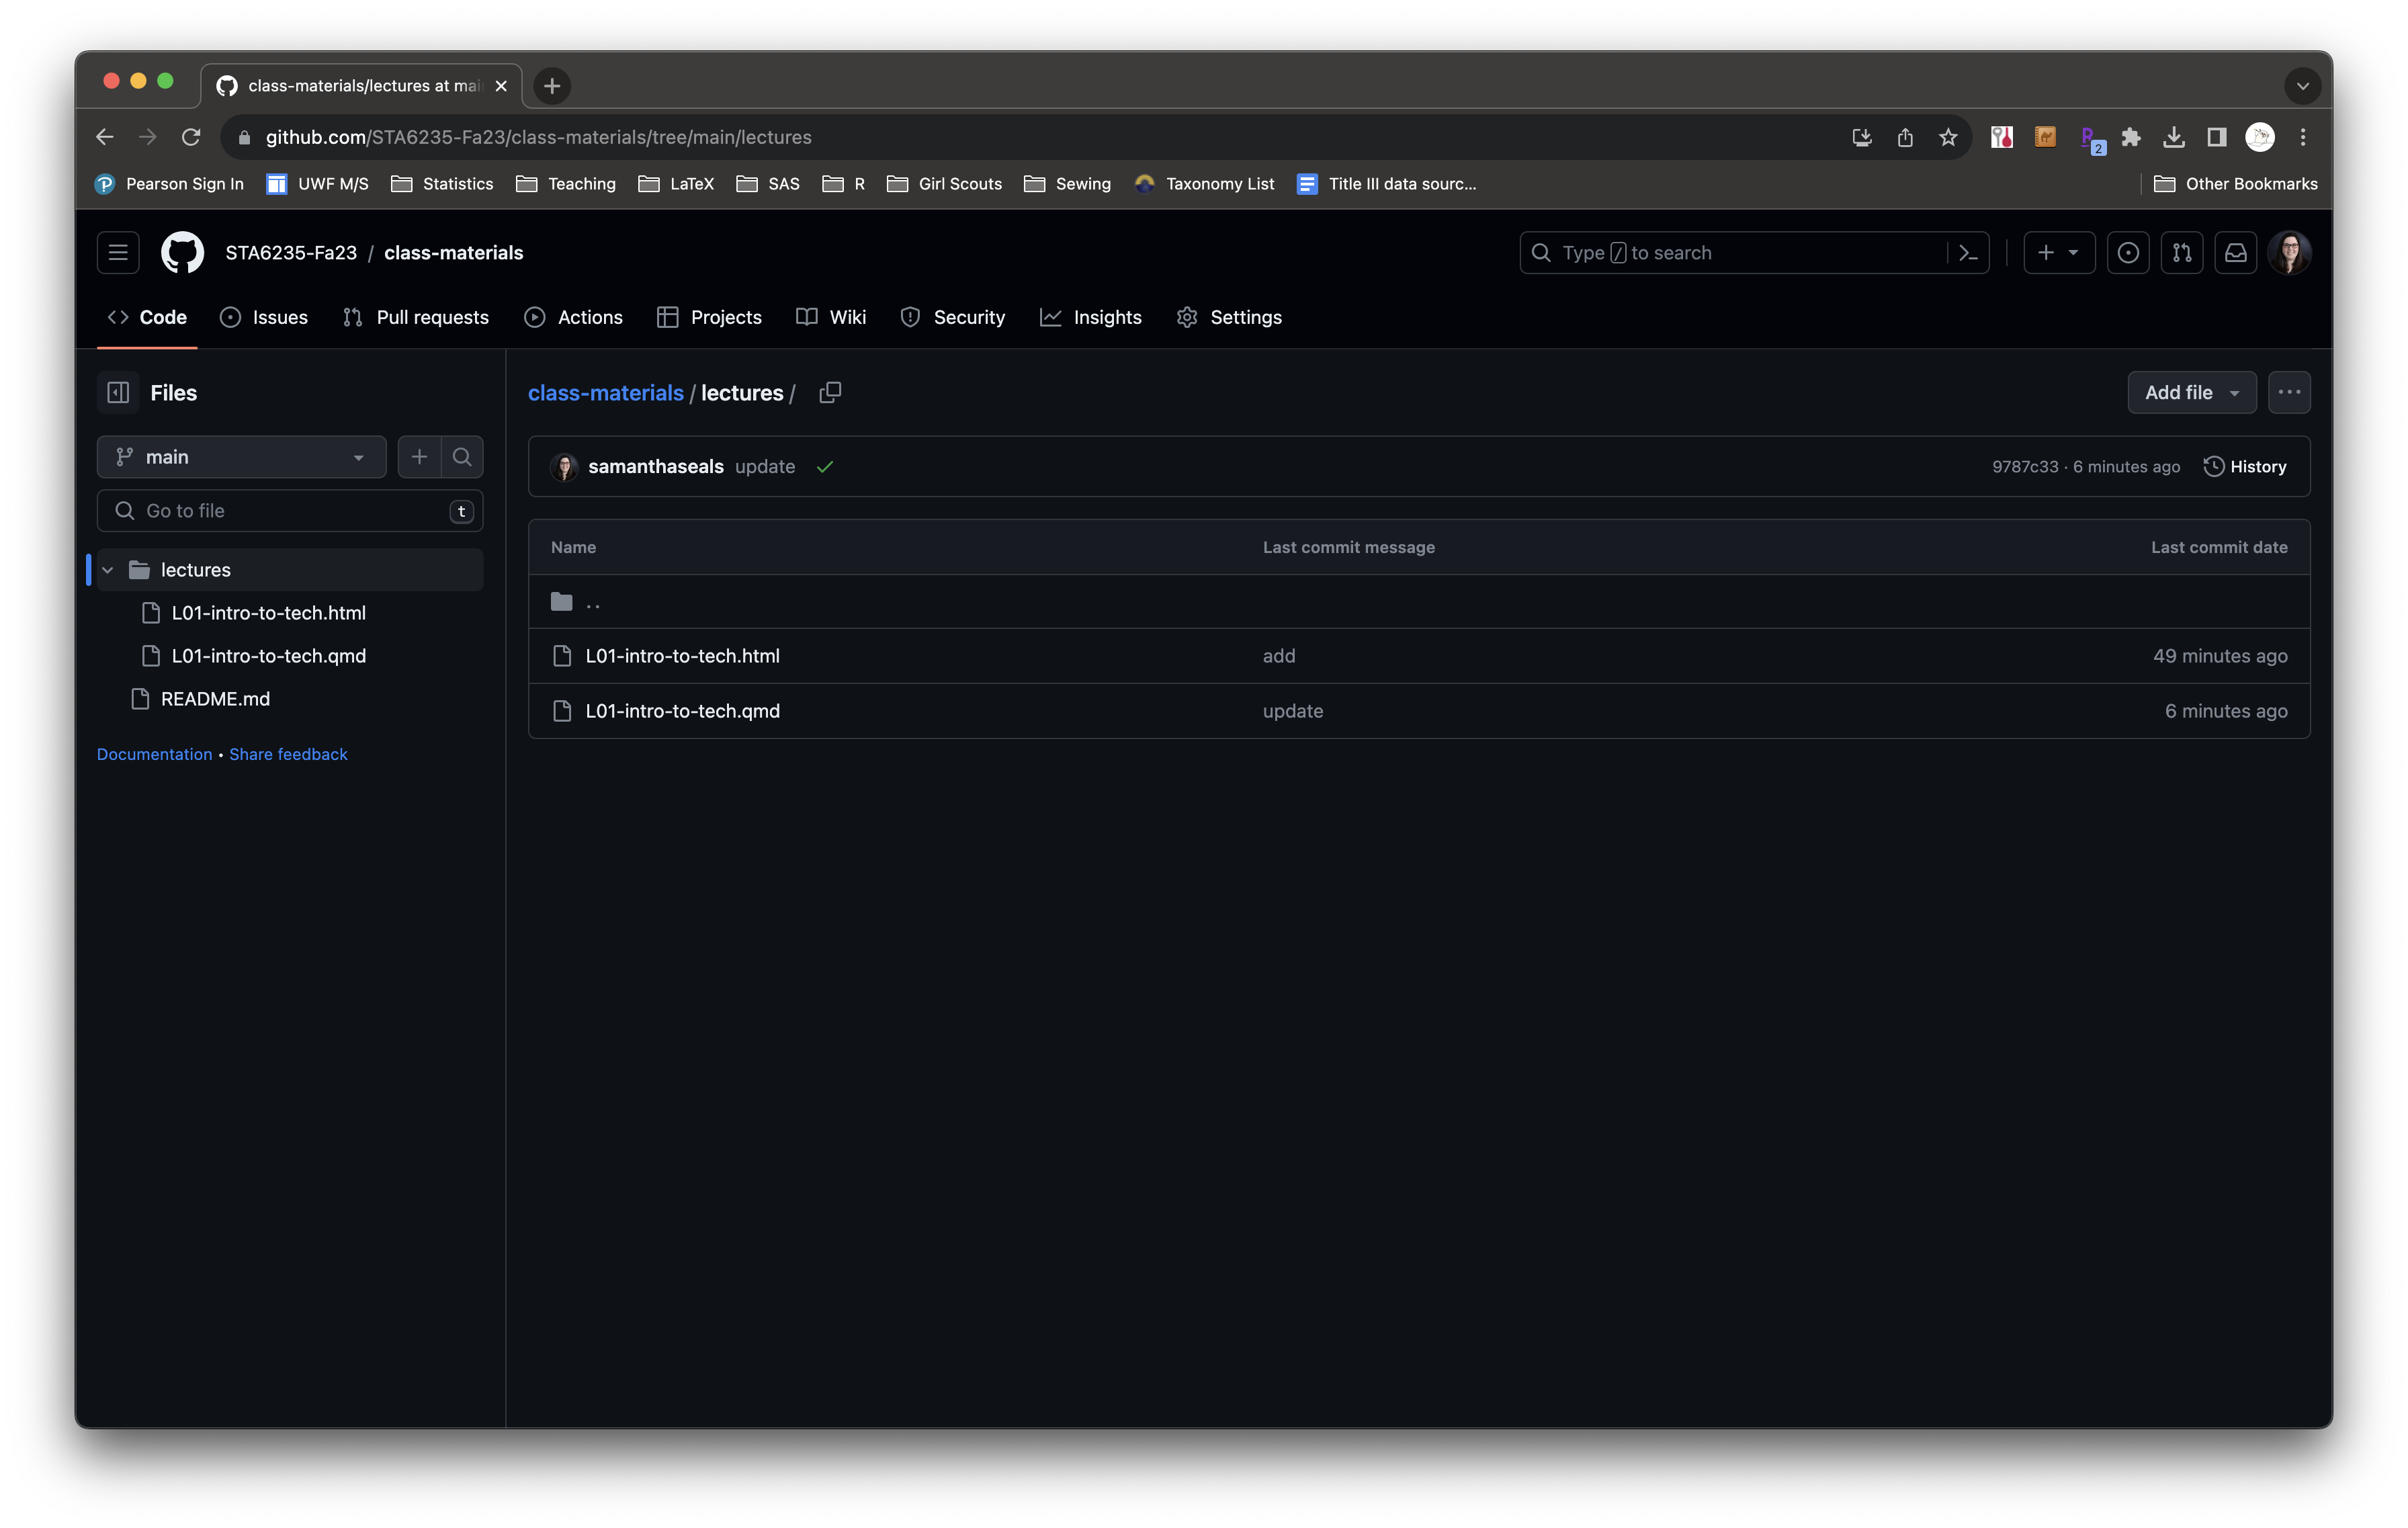 class-materials/lectures at mai
github.com/STA6235-Fa23/class-materials/tree/main/lectures
2
Pearson Sign In UWF M/S Statistics Teaching LaTeX SAS R Girl Scouts Sewing Taxonomy List Title III data sourc... Other Bookmarks
STA6235-Fa23 / class-materials Type / to search
Code Issues Pull requests Actions Projects Wiki Security Insights Settings
Files
main
Go to file t
lectures
L01-intro-to-tech.html
L01-intro-to-tech.qmd
README.md
Documentation • Share feedback
class-materials / lectures / Add file
samanthaseals update 9787c33 · 6 minutes ago History
Name Last commit message Last commit date
..
L01-intro-to-tech.html add 49 minutes ago
L01-intro-to-tech.qmd update 6 minutes ago